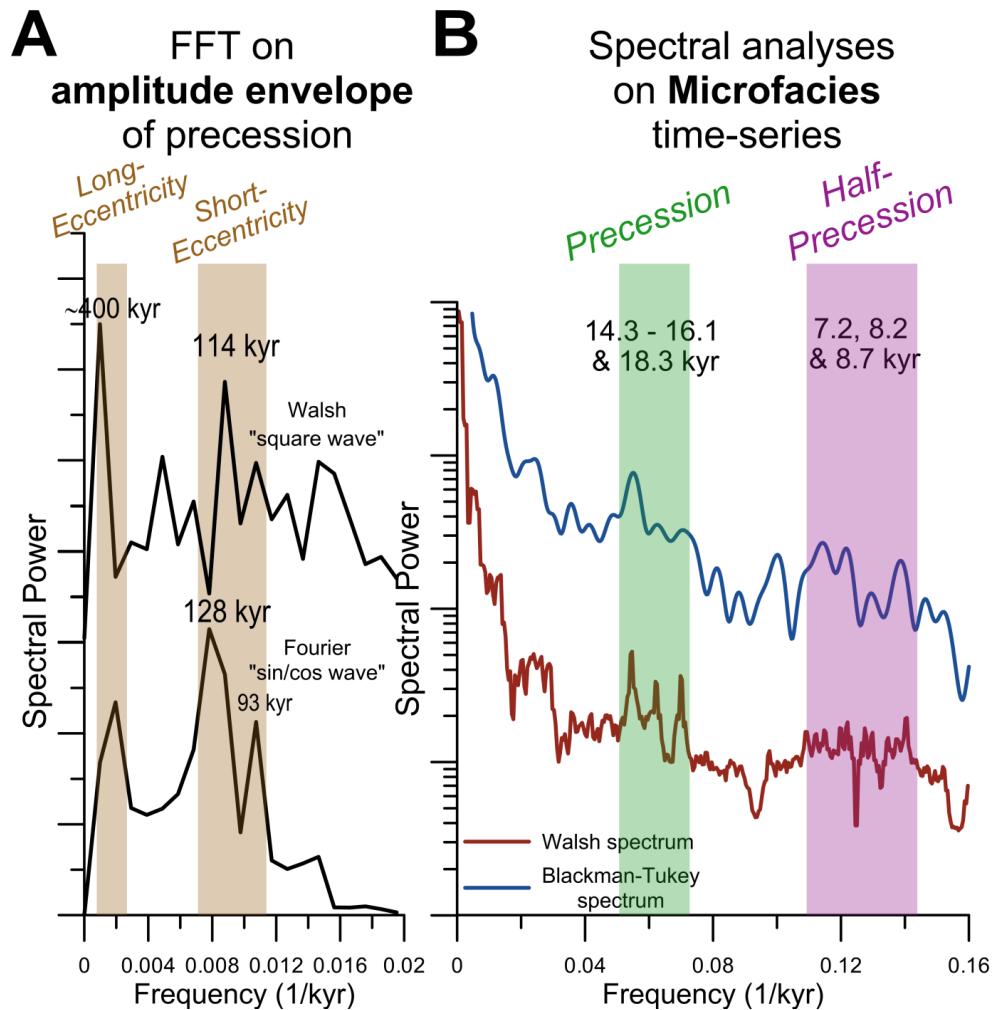 A
FFT on
amplitude envelope
of precession
Long-
Eccentricity
Short-
Eccentricity
~400 kyr
114 kyr
Walsh
"square wave"
128 kyr
Fourier
"sin/cos wave"
93 kyr
Spectral Power
0
0.004
0.008
0.012
0.016
0.02
Frequency (1/kyr)
B
Spectral analyses
on Microfacies
time-series
Precession
Half-
Precession
14.3 - 16.1
& 18.3 kyr
7.2, 8.2
& 8.7 kyr
Spectral Power
Walsh spectrum
Blackman-Tukey
spectrum
0
0.04
0.08
0.12
0.16
Frequency (1/kyr)